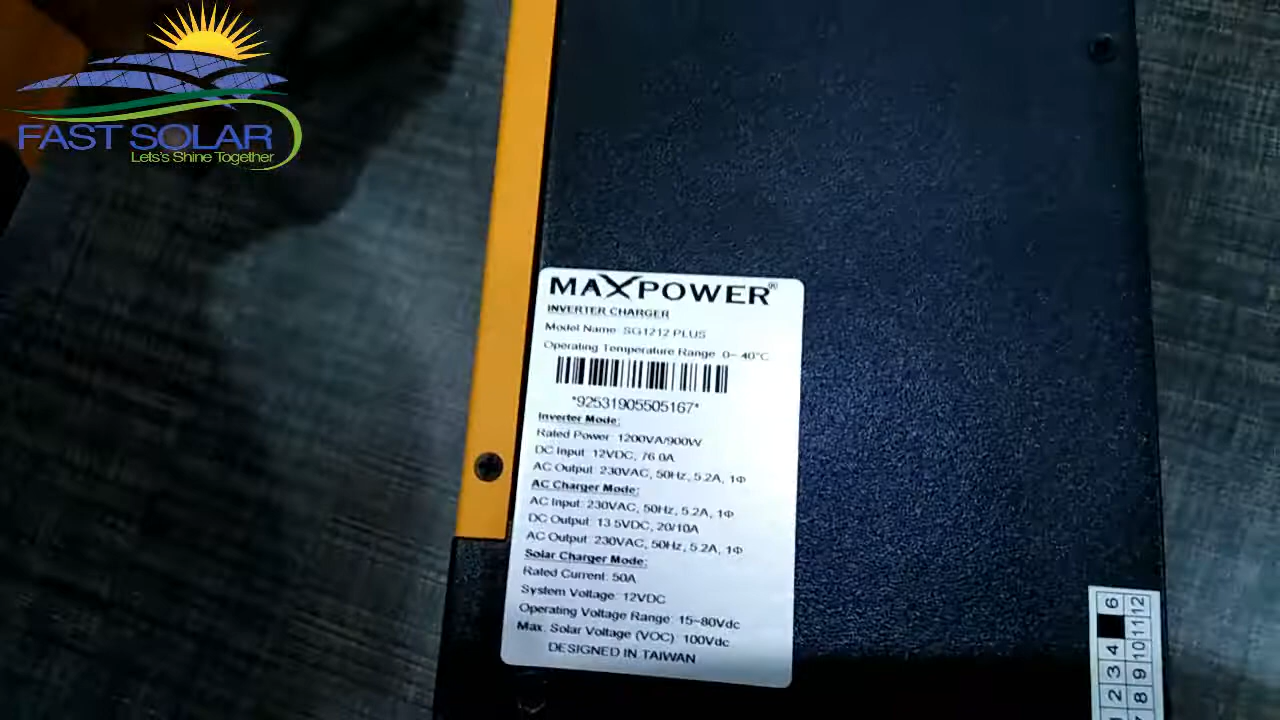 FAST SOLAR
Lets's Shine Together
MAXPOWER®
INVERTER CHARGER
Model Name: SG1212 PLUS
Operating Temperature Range: 0~ 40°C
*92531905505167*
Inverter Mode:
Rated Power: 1200VA/900W
DC Input: 12VDC, 76.0A
AC Output: 230VAC, 50Hz, 5.2A, 1Φ
AC Charger Mode:
AC Input: 230VAC, 50Hz, 5.2A, 1Φ
DC Output: 13.5VDC, 20/10A
AC Output: 230VAC, 50Hz, 5.2A, 1Φ
Solar Charger Mode:
Rated Current: 50A
System Voltage: 12VDC
Operating Voltage Range: 15~80Vdc
Max. Solar Voltage (VOC): 100Vdc
DESIGNED IN TAIWAN
2 3 4 6
8 9 10 11 12